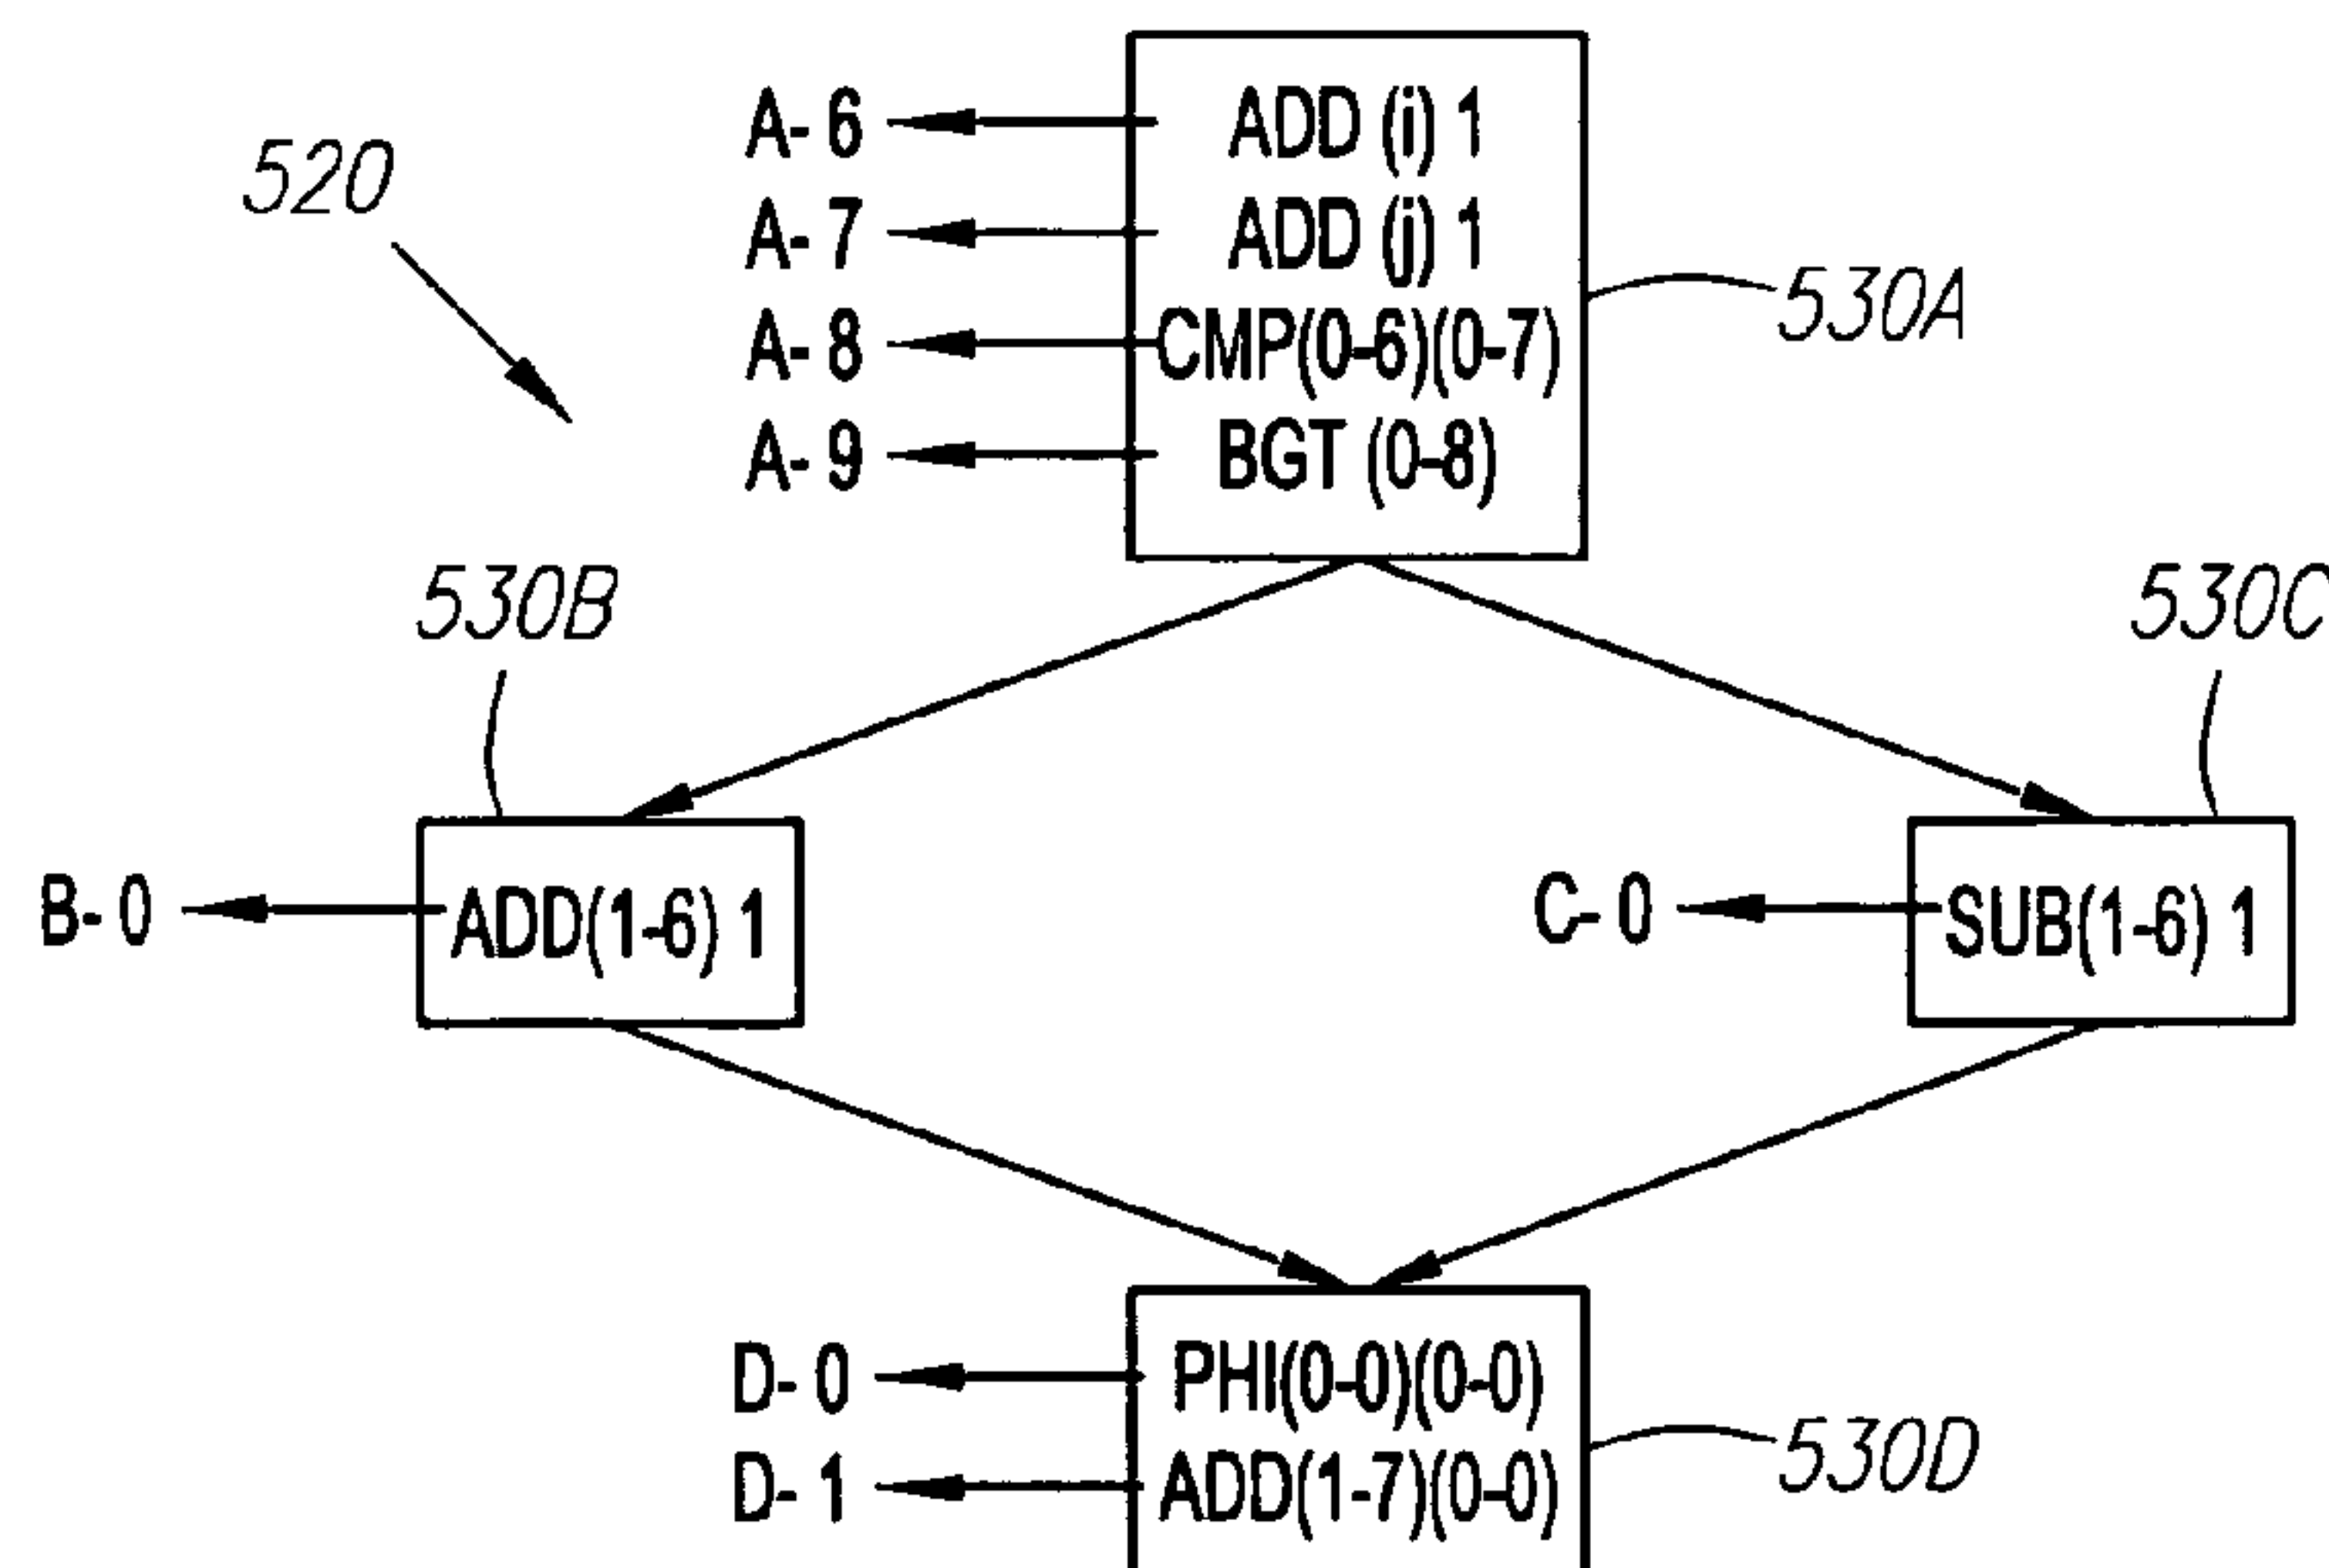 520
A- 6 ADD (i) 1
A- 7 ADD (j) 1
A- 8 CMP(0-6)(0-7)
A- 9 BGT (0-8)
530A
530B
530C
B- 0 ADD(1-6) 1
C- 0 SUB(1-6) 1
D- 0 PHI(0-0)(0-0)
D- 1 ADD(1-7)(0-0)
530D